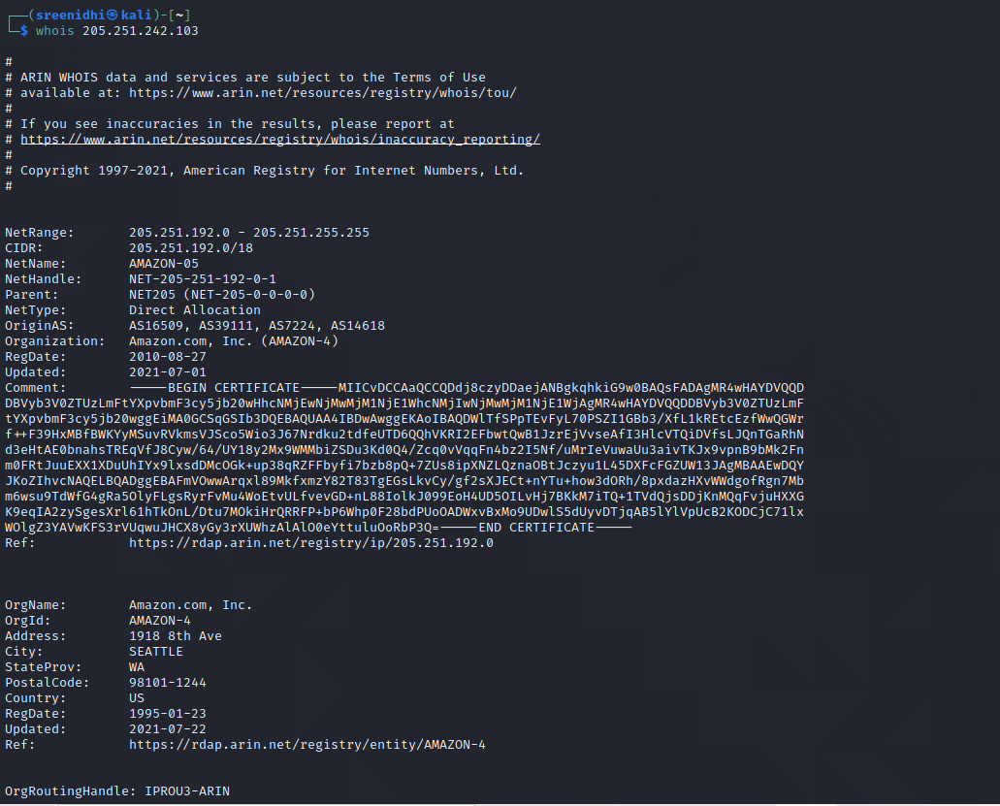 ┌──(sreenidhi㉿kali)-[~]
└─$ whois 205.251.242.103
#
# ARIN WHOIS data and services are subject to the Terms of Use
# available at: https://www.arin.net/resources/registry/whois/tou/
#
# If you see inaccuracies in the results, please report at
# https://www.arin.net/resources/registry/whois/inaccuracy_reporting/
#
# Copyright 1997-2021, American Registry for Internet Numbers, Ltd.
#
NetRange: 205.251.192.0 - 205.251.255.255
CIDR: 205.251.192.0/18
NetName: AMAZON-05
NetHandle: NET-205-251-192-0-1
Parent: NET205 (NET-205-0-0-0-0)
NetType: Direct Allocation
OriginAS: AS16509, AS39111, AS7224, AS14618
Organization: Amazon.com, Inc. (AMAZON-4)
RegDate: 2010-08-27
Updated: 2021-07-01
Comment: -----BEGIN CERTIFICATE-----MIICvDCCAaQCCQDdj8czyDDaejANBgkqhkiG9w0BAQsFADAgMR4wHAYDVQQD
DBVyb3V0ZTUzLmFtYXpvbmF3cy5jb20wHhcNMjEwNjMwMjM1NjE1WhcNMjIwNjMwMjM1NjE1WjAgMR4wHAYDVQQDDBVyb3V0ZTUzLmF
tYXpvbmF3cy5jb20wggEiMA0GCSqGSIb3DQEBAQUAA4IBDwAwggEKAoIBAQDWlTfSPpTEvFyL70PSZI1GBb3/XfL1kREtcEzfWwQGWr
f++F39HxMBfBWKYyMSuvRVkmsVJSco5Wio3J67Nrdku2tdfeUTD6QQhVKRI2EFbwtQwB1JzrEjVvseAfI3HlcVTQiDVfsLJQnTGaRhN
d3eHtAE0bnahsTREqVfJ8Cyw/64/UY18y2Mx9WMMbiZSDu3Kd0Q4/Zcq0vVqqFn4bz2I5Nf/uMrIeVuwaUu3aivTKJx9vpnB9bMk2Fn
m0FRtJuuEXX1XDuUhIYx9lxsdDMcOGk+up38qRZFFbyfi7bzb8pQ+7ZUs8ipXNZLQznaOBtJczyu1L45DXFcFGZUW13JAgMBAAEwDQY
JKoZIhvcNAQELBQADggEBAFmVOwwArqxl89MkfxmzY82T83TgEGsLkvCy/gf2sXJECt+nYTu+how3dORh/8pxdazHXvWWdgofRgn7Mb
m6wsu9TdWfG4gRa5OlyFLgsRyrFvMu4WoEtvULfvevGD+nL88IolkJ099EoH4UD5OILvHj7BKkM7iTQ+1TVdQjsDDjKnMQqFvjuHXXG
K9eqIA2zySgesXrl61hTkOnL/Dtu7MOkiHrQRRFP+bP6Whp0F28bdPUoOADWxvBxMo9UDwlS5dUyvDTjqAB5lYlVpUcB2KODCjC71lx
WOlgZ3YAVwKFS3rVUqwuJHCX8yGy3rXUWhzAlAlO0eYttuluOoRbP3Q=-----END CERTIFICATE-----
Ref: https://rdap.arin.net/registry/ip/205.251.192.0
OrgName: Amazon.com, Inc.
OrgId: AMAZON-4
Address: 1918 8th Ave
City: SEATTLE
StateProv: WA
PostalCode: 98101-1244
Country: US
RegDate: 1995-01-23
Updated: 2021-07-22
Ref: https://rdap.arin.net/registry/entity/AMAZON-4
OrgRoutingHandle: IPROU3-ARIN